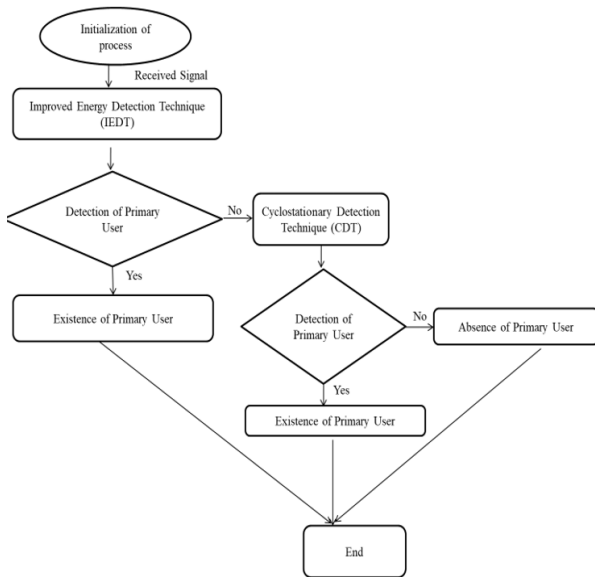 Initialization of
process
Received Signal
Improved Energy Detection Technique
(IEDT)
Detection of Primary
User
No
Cyclostationary Detection
Technique (CDT)
Yes
Existence of Primary User
Detection of
Primary User
No
Absence of Primary User
Yes
Existence of Primary User
End